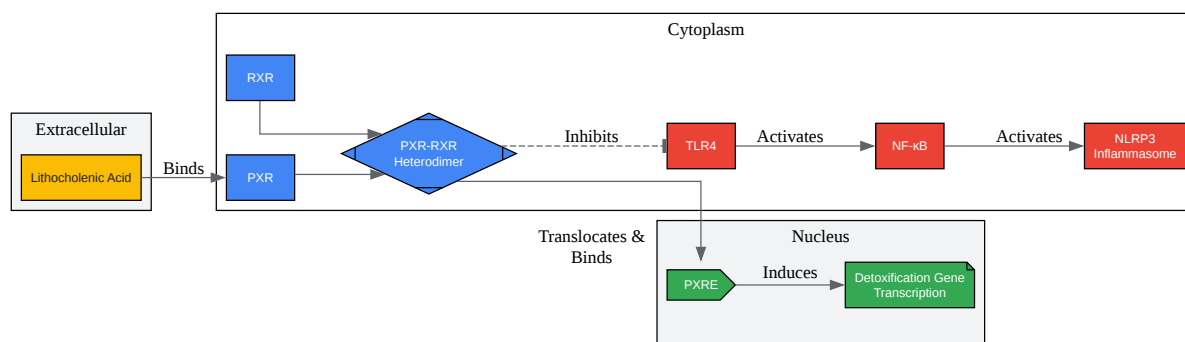 Cytoplasm
RXR
Extracellular
Lithocholenic Acid
Binds
PXR
PXR-RXR
Heterodimer
Inhibits
TLR4
Activates
NF-κB
Activates
NLRP3
Inflammasome
Translocates &
Binds
Nucleus
PXRE
Induces
Detoxification Gene
Transcription